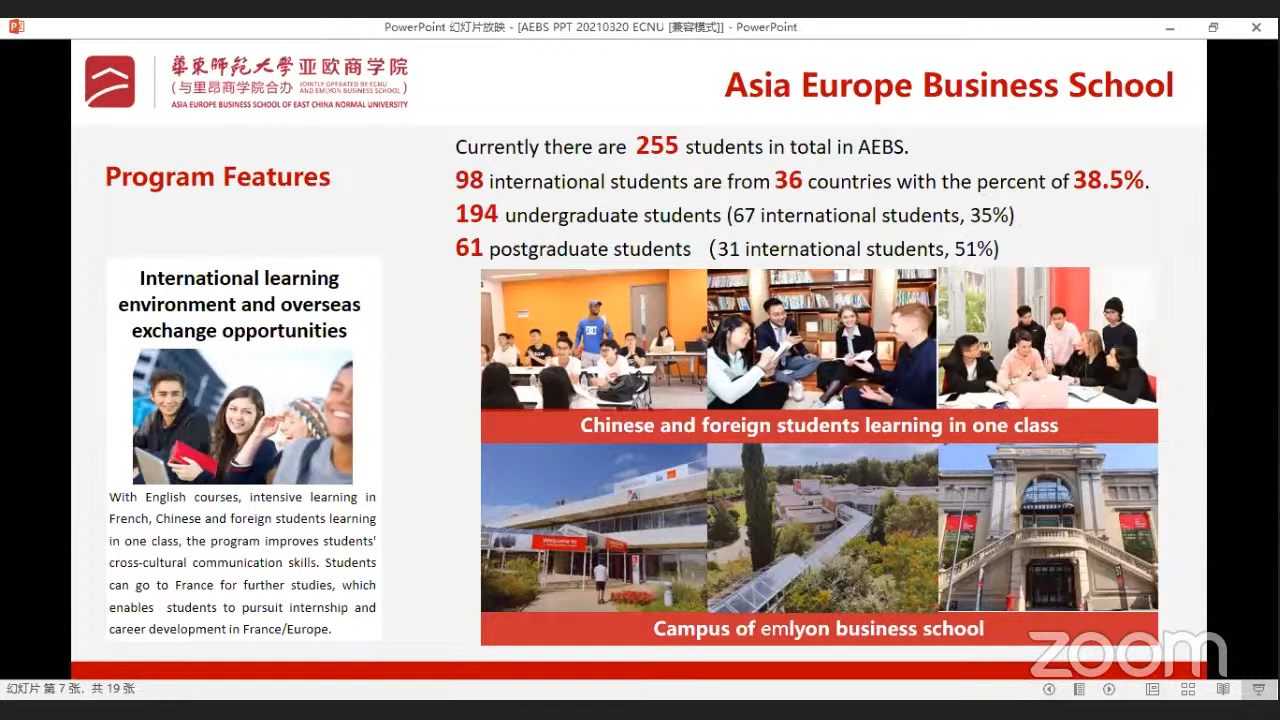 PowerPoint 幻灯片放映 - [AEBS PPT 20210320 ECNU [兼容模式]] - PowerPoint
華東师范大學亚欧商学院
(与里昂商学院合办 JOINTLY OPERATED BY ECNU AND EMLYON BUSINESS SCHOOL)
ASIA EUROPE BUSINESS SCHOOL OF EAST CHINA NORMAL UNIVERSITY
Asia Europe Business School
Program Features
Currently there are 255 students in total in AEBS.
98 international students are from 36 countries with the percent of 38.5%.
194 undergraduate students (67 international students, 35%)
61 postgraduate students （31 international students, 51%)
International learning
environment and overseas
exchange opportunities
With English courses, intensive learning in
French, Chinese and foreign students learning
in one class, the program improves students'
cross-cultural communication skills. Students
can go to France for further studies, which
enables students to pursuit internship and
career development in France/Europe.
Chinese and foreign students learning in one class
Welcome to
Campus of emlyon business school
zoom
幻灯片 第 7 张，共 19 张